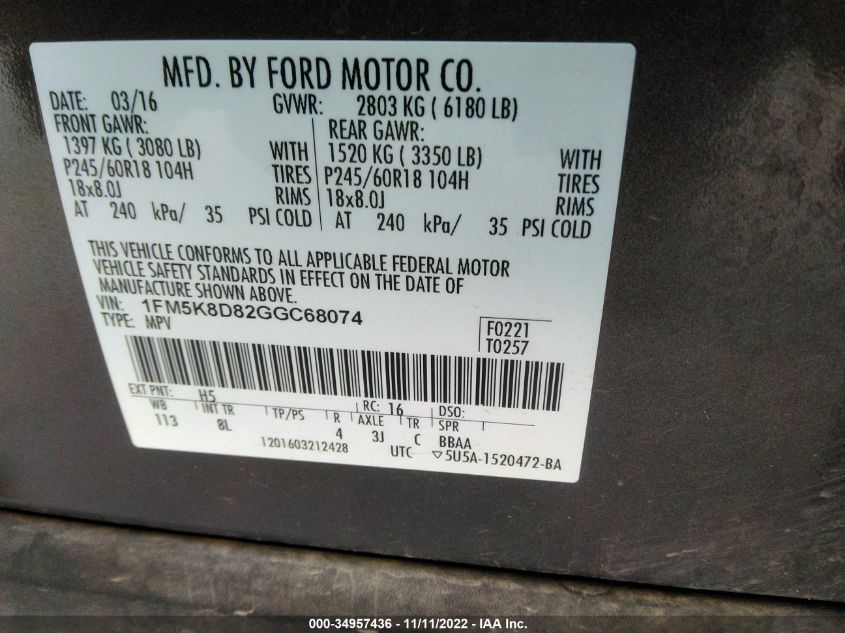 MFD. BY FORD MOTOR CO.
DATE: 03/16 GVWR: 2803 KG ( 6180 LB)
FRONT GAWR: REAR GAWR:
1397 KG ( 3080 LB) WITH 1520 KG ( 3350 LB) WITH
P245/60R18 104H TIRES P245/60R18 104H TIRES
18x8.0J RIMS 18x8.0J RIMS
AT 240 kPa/ 35 PSI COLD AT 240 kPa/ 35 PSI COLD
THIS VEHICLE CONFORMS TO ALL APPLICABLE FEDERAL MOTOR
VEHICLE SAFETY STANDARDS IN EFFECT ON THE DATE OF
MANUFACTURE SHOWN ABOVE.
VIN: 1FM5K8D82GGC68074
TYPE: MPV
F0221
T0257
EXT PNT: H5 RC: 16 DSO:
WB INT TR TP/PS R AXLE TR SPR
113 8L 4 3J C BBAA
1201603212428 UTC ▽5U5A-1520472-BA
000-34957436 - 11/11/2022 - IAA Inc.